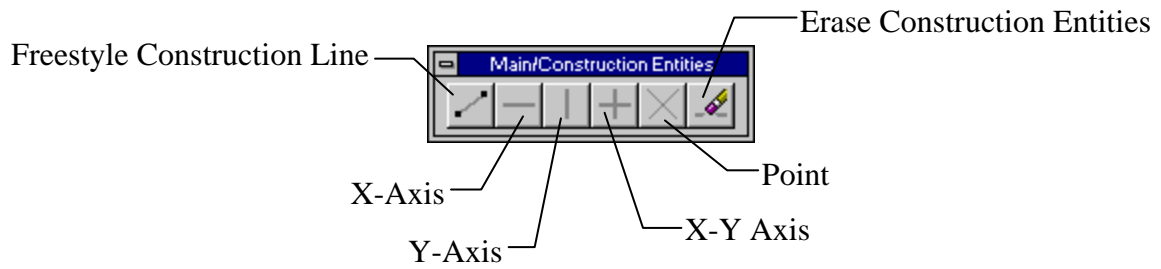 Erase Construction Entities
Freestyle Construction Line
Main/Construction Entities
X-Axis
Point
Y-Axis
X-Y Axis